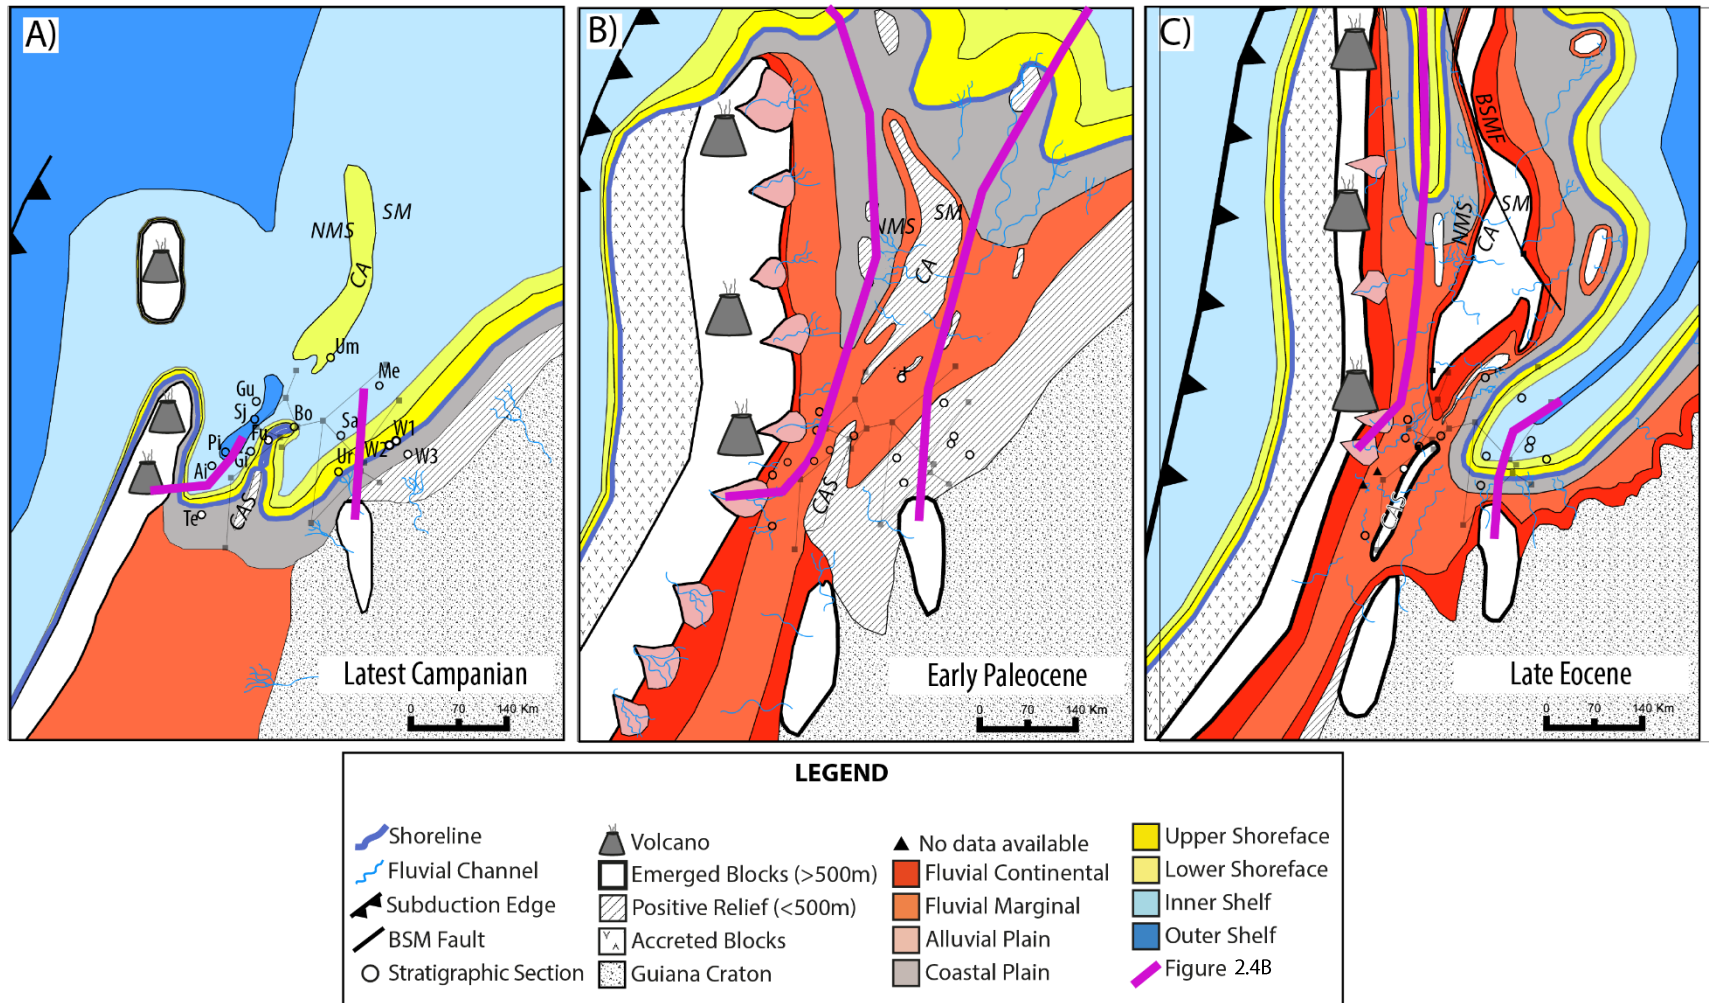 A)
NMS
SM
CA
Um
Me
Gu
Sj
Bo
Fu
Sa
W1
Pi
W2
Gi
Ur
W3
Ai
CAS
Te
Latest Campanian
0 70 140 Km
B)
NMS
SM
CA
CAS
Early Paleocene
0 70 140 Km
C)
BSMF
NMS
SM
CA
CAS
Late Eocene
0 70 140 Km
LEGEND
Shoreline
Fluvial Channel
Subduction Edge
BSM Fault
Stratigraphic Section
Volcano
Emerged Blocks (>500m)
Positive Relief (<500m)
Accreted Blocks
Guiana Craton
No data available
Fluvial Continental
Fluvial Marginal
Alluvial Plain
Coastal Plain
Upper Shoreface
Lower Shoreface
Inner Shelf
Outer Shelf
Figure 2.4B